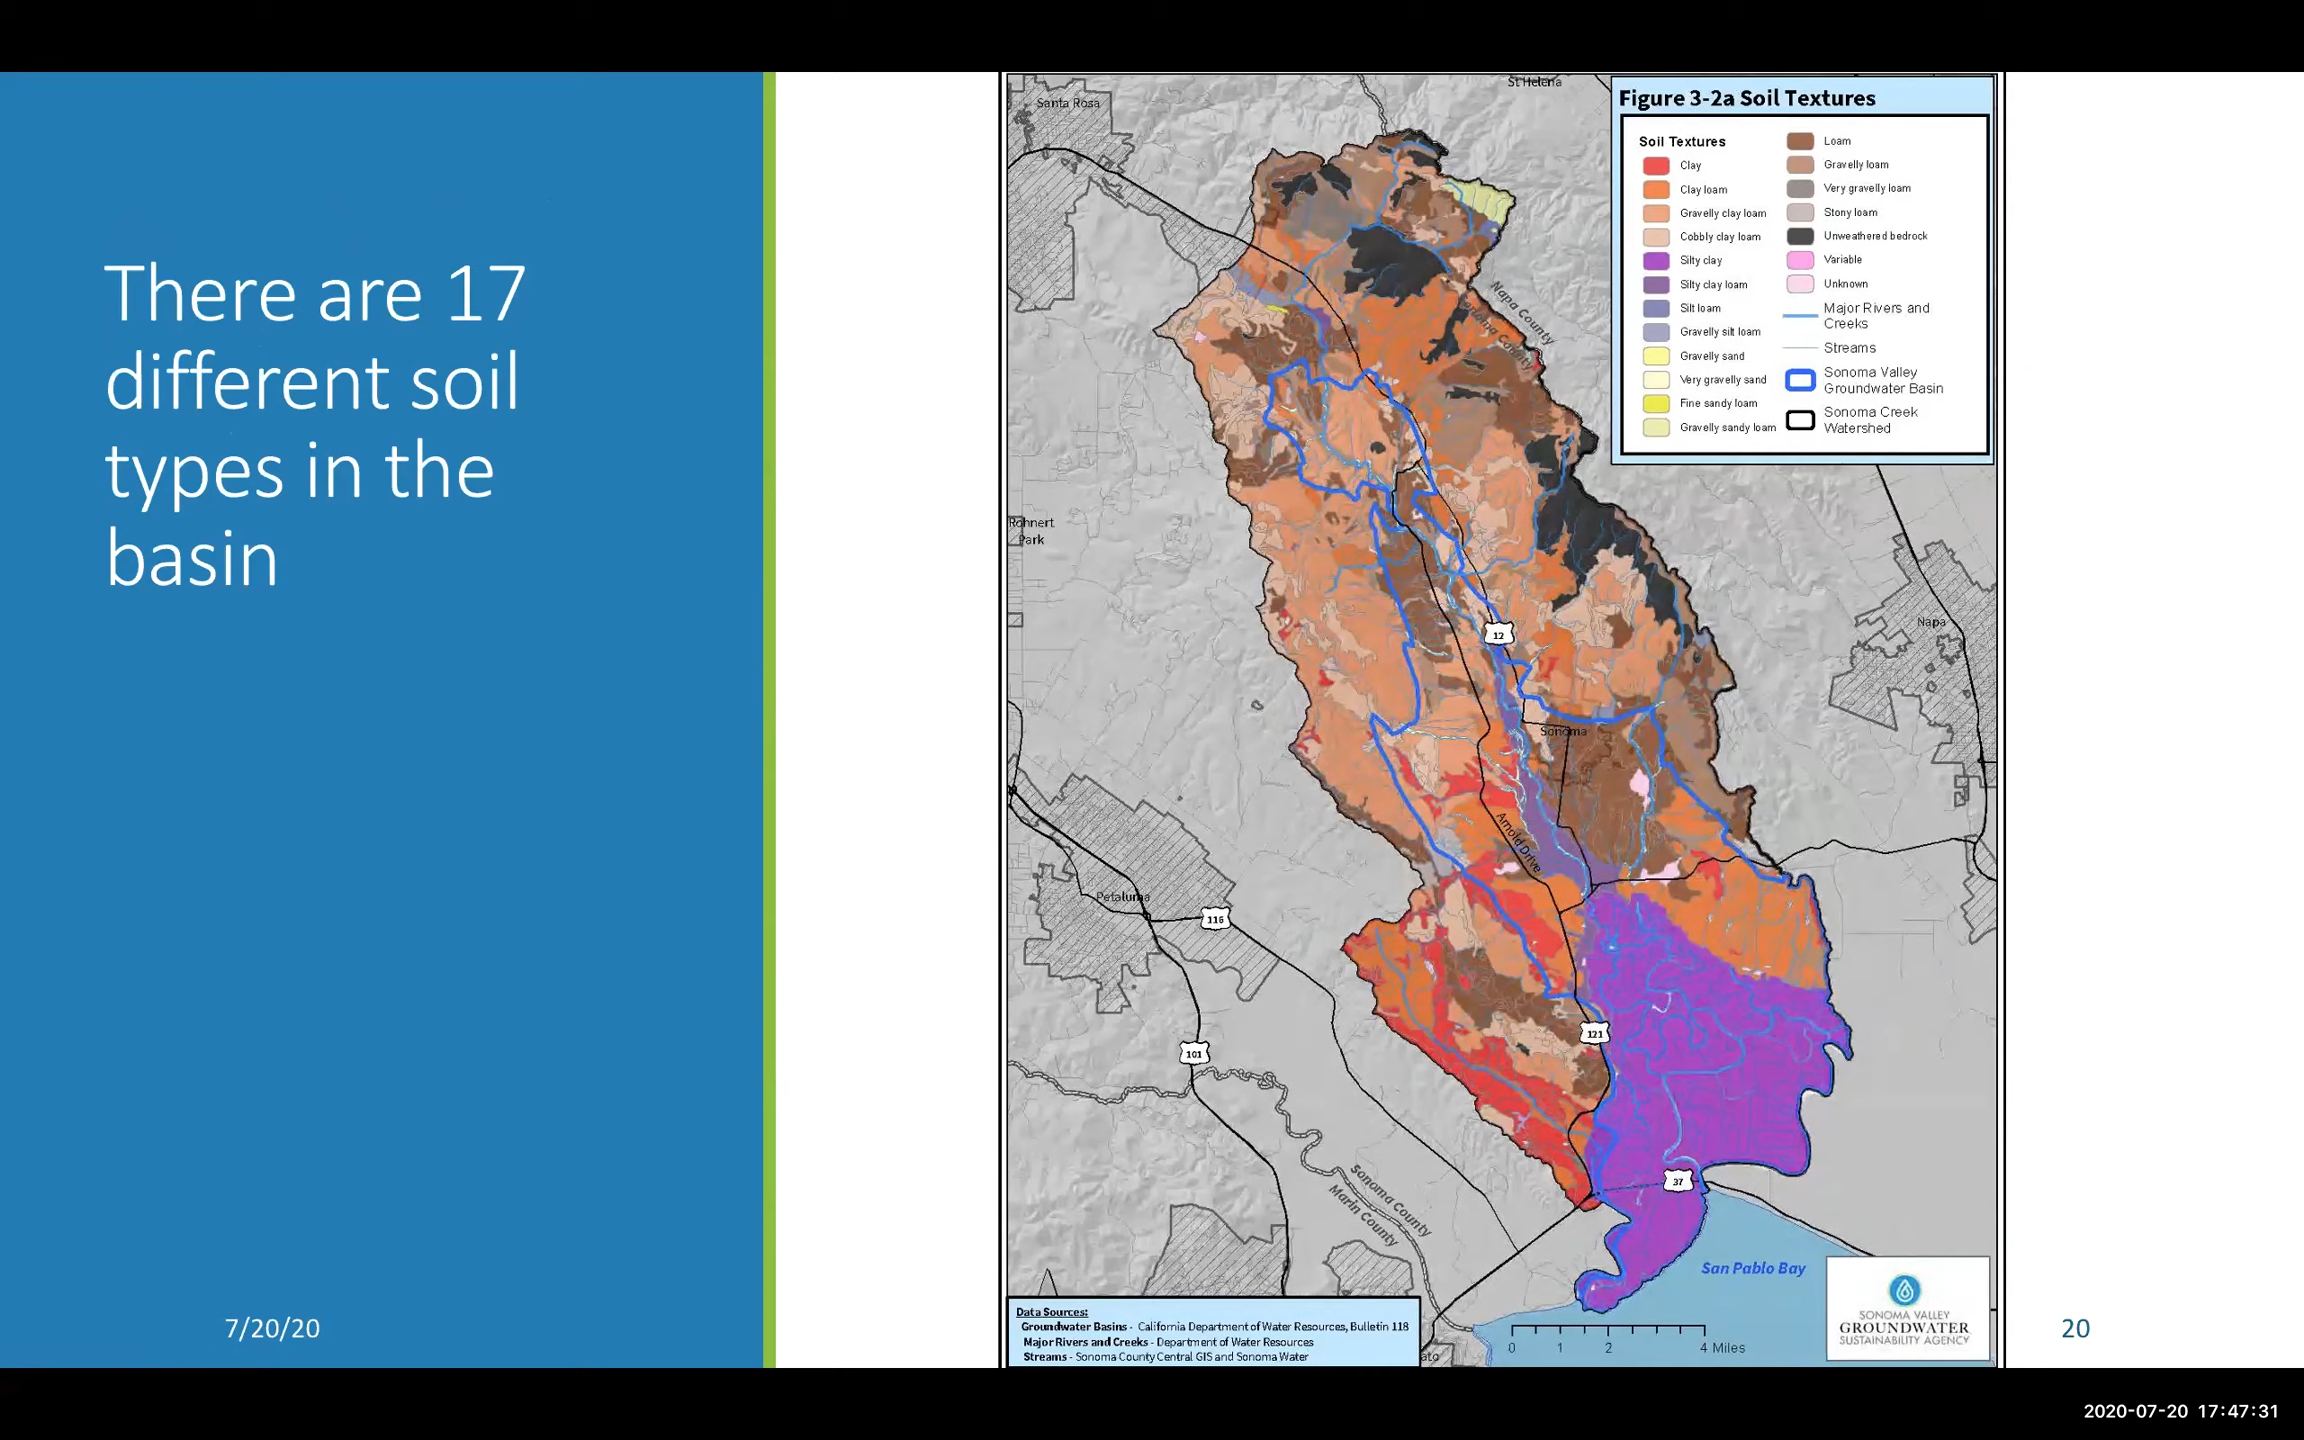 There are 17
different soil
types in the
basin
7/20/20
Figure 3-2a Soil Textures
Soil Textures
Clay
Clay loam
Gravelly clay loam
Cobbly clay loam
Silty clay
Silty clay loam
Silt loam
Gravelly silt loam
Gravelly sand
Very gravelly sand
Fine sandy loam
Gravelly sandy loam
Loam
Gravelly loam
Very gravelly loam
Stony loam
Unweathered bedrock
Variable
Unknown
Major Rivers and
Creeks
Streams
Sonoma Valley
Groundwater Basin
Sonoma Creek
Watershed
St Helena
Santa Rosa
Napa County
Sonoma County
Rohnert
Park
Napa
12
Sonoma
Arnold Drive
Petaluma
116
101
121
37
Sonoma County
Marin County
San Pablo Bay
Data Sources:
Groundwater Basins - California Department of Water Resources, Bulletin 118
Major Rivers and Creeks - Department of Water Resources
Streams - Sonoma County Central GIS and Sonoma Water
0 1 2 4 Miles
SONOMA VALLEY
GROUNDWATER
SUSTAINABILITY AGENCY
20
2020-07-20 17:47:31